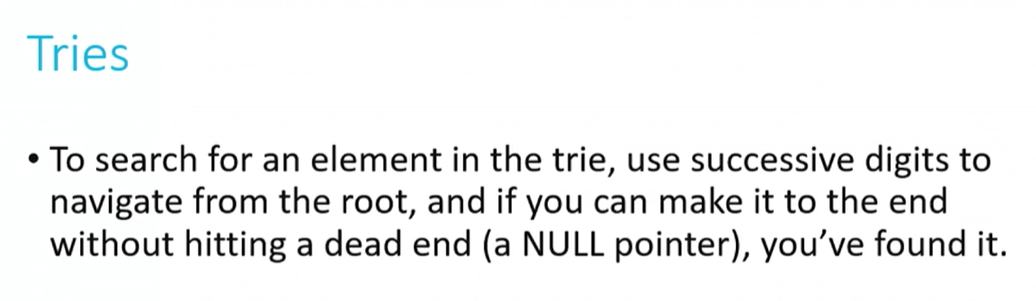 Tries
• To search for an element in the trie, use successive digits to
navigate from the root, and if you can make it to the end
without hitting a dead end (a NULL pointer), you’ve found it.